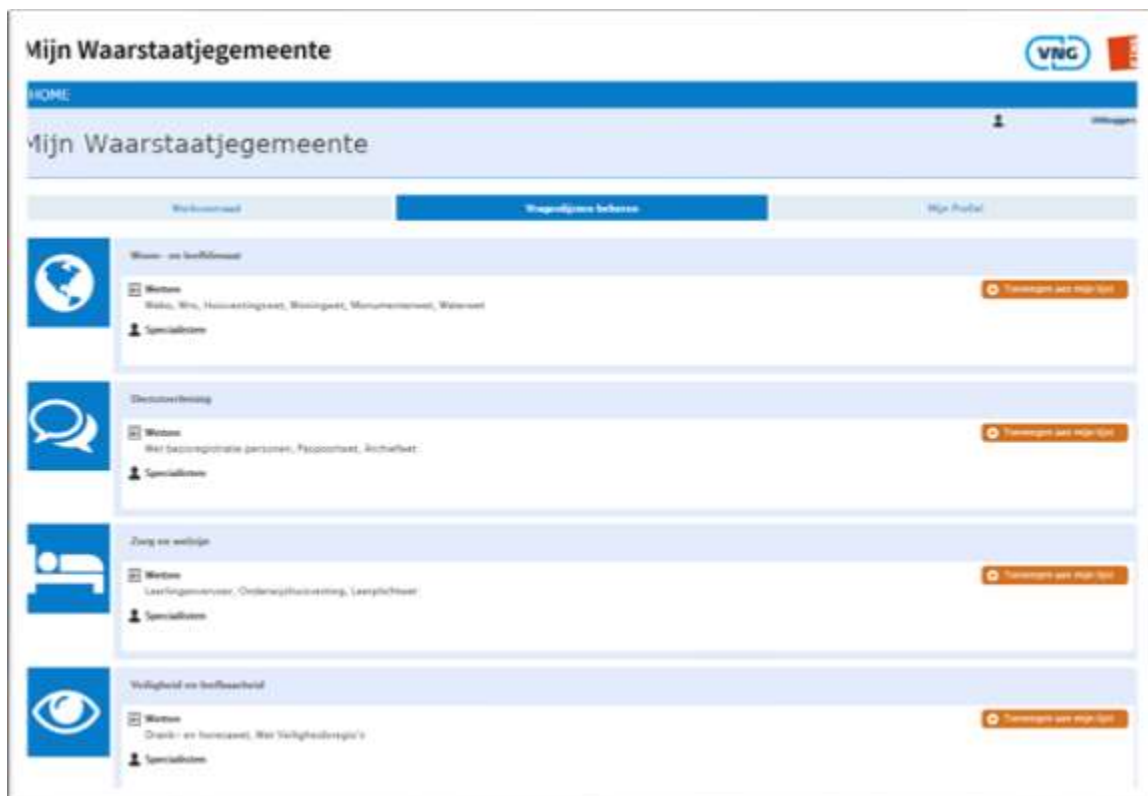 Mijn Waarstaatjegemeente
VNG
HOME
Mijn Waarstaatjegemeente
Werkvoorraad Vragenlijsten beheren Mijn Profiel
Woon- en leefklimaat
Wetten
Wabo, Wro, Huisvestingswet, Woningwet, Monumentenwet, Waterwet
Toevoegen aan mijn lijst
Specialisten
Dienstverlening
Wetten
Wet basisregistratie personen, Paspoortwet, Archiefwet
Toevoegen aan mijn lijst
Specialisten
Zorg en welzijn
Wetten
Leerlingenvervoer, Onderwijshuisvesting, Leerplichtwet
Toevoegen aan mijn lijst
Specialisten
Veiligheid en leefbaarheid
Wetten
Drank- en horecawet, Wet Veiligheidsregio's
Toevoegen aan mijn lijst
Specialisten